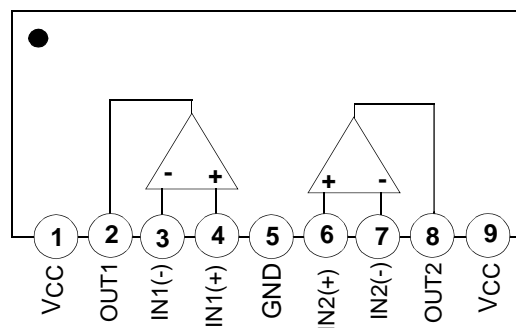 - + + -
1 2 3 4 5 6 7 8 9
VCC
OUT1
IN1(-)
IN1(+)
GND
IN2(+)
IN2(-)
OUT2
VCC